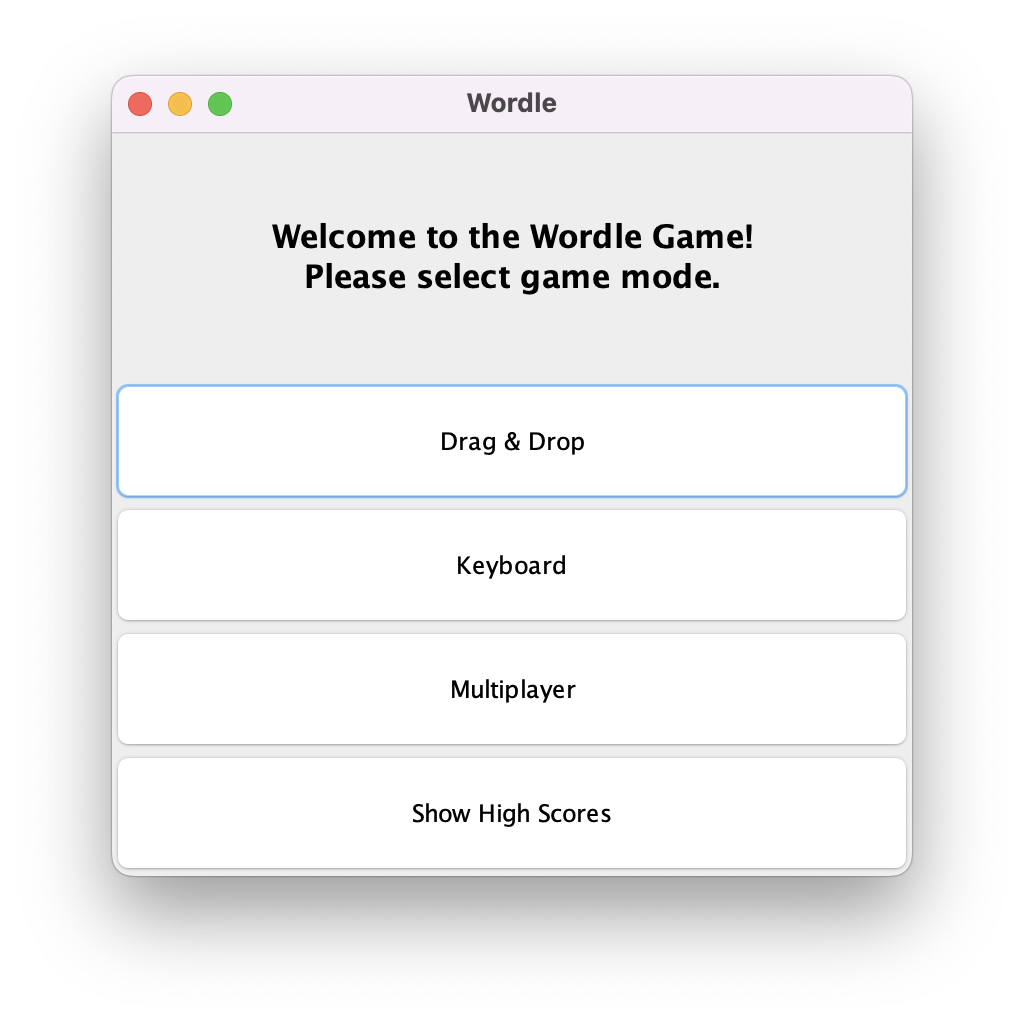 Wordle
Welcome to the Wordle Game!
Please select game mode.
Drag & Drop
Keyboard
Multiplayer
Show High Scores